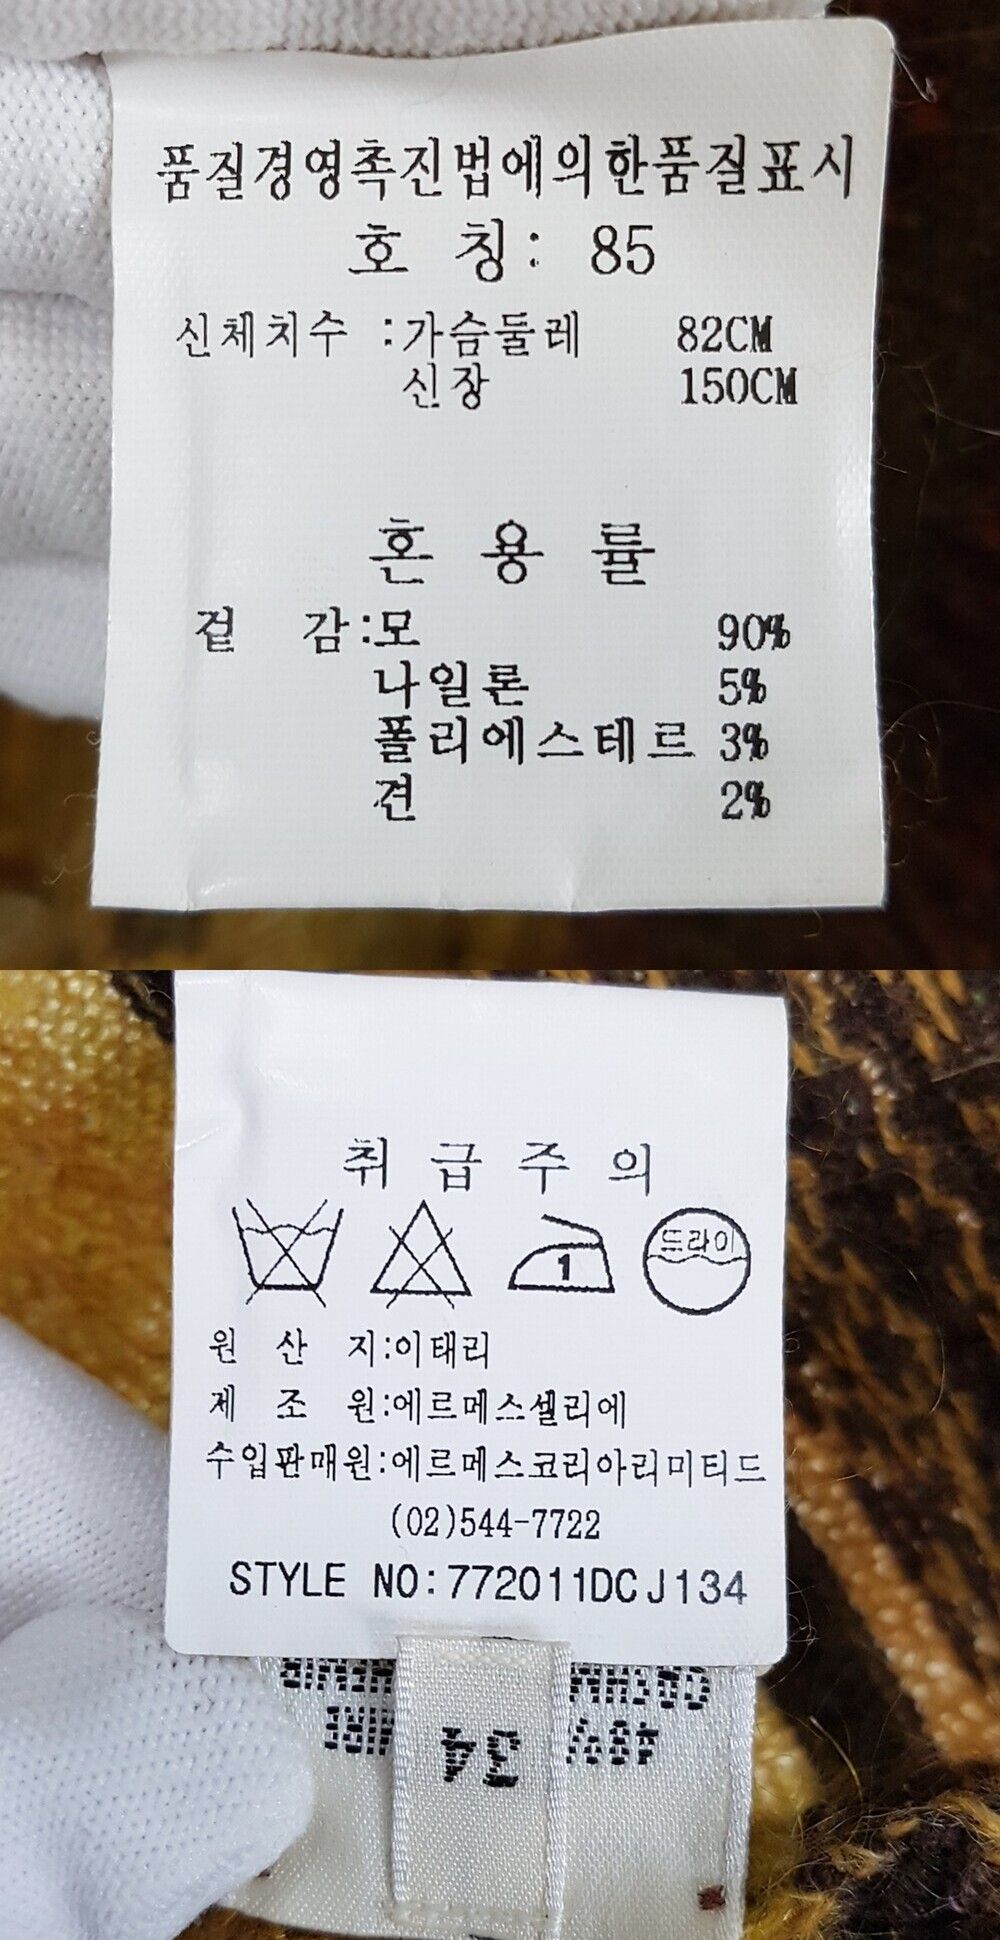 품질경영촉진법에의한품질표시
호 칭: 85
신체치수 :가슴둘레 82CM
신장 150CM
혼 용 률
겉 감:모 90%
나일론 5%
폴리에스테르 3%
견 2%
취 급 주 의
드라이
1
원 산 지:이태리
제 조 원:에르메스셀리에
수입판매원:에르메스코리아리미티드
(02)544-7722
STYLE NO:772011DCJ134
34